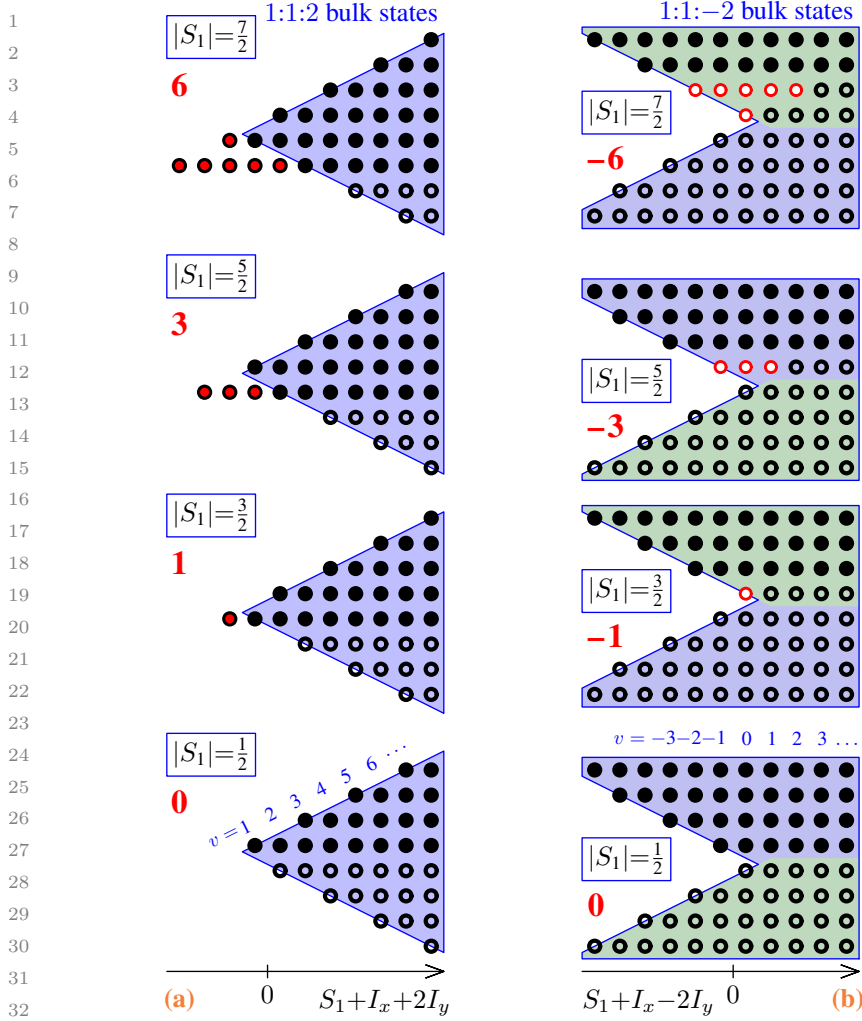 1
2
3
4
5
6
7
8
9
10
11
12
13
14
15
16
17
18
19
20
21
22
23
24
25
26
27
28
29
30
31
32
1:1:2 bulk states
|S₁|=7/2
6
|S₁|=5/2
3
|S₁|=3/2
1
|S₁|=1/2
0
v=1 2 3 4 5 6 ...
(a) 0 S₁+Iₓ+2I_y
1:1:−2 bulk states
|S₁|=7/2
−6
|S₁|=5/2
−3
|S₁|=3/2
−1
v= −3−2−1 0 1 2 3 ...
|S₁|=1/2
0
S₁+Iₓ−2I_y 0 (b)